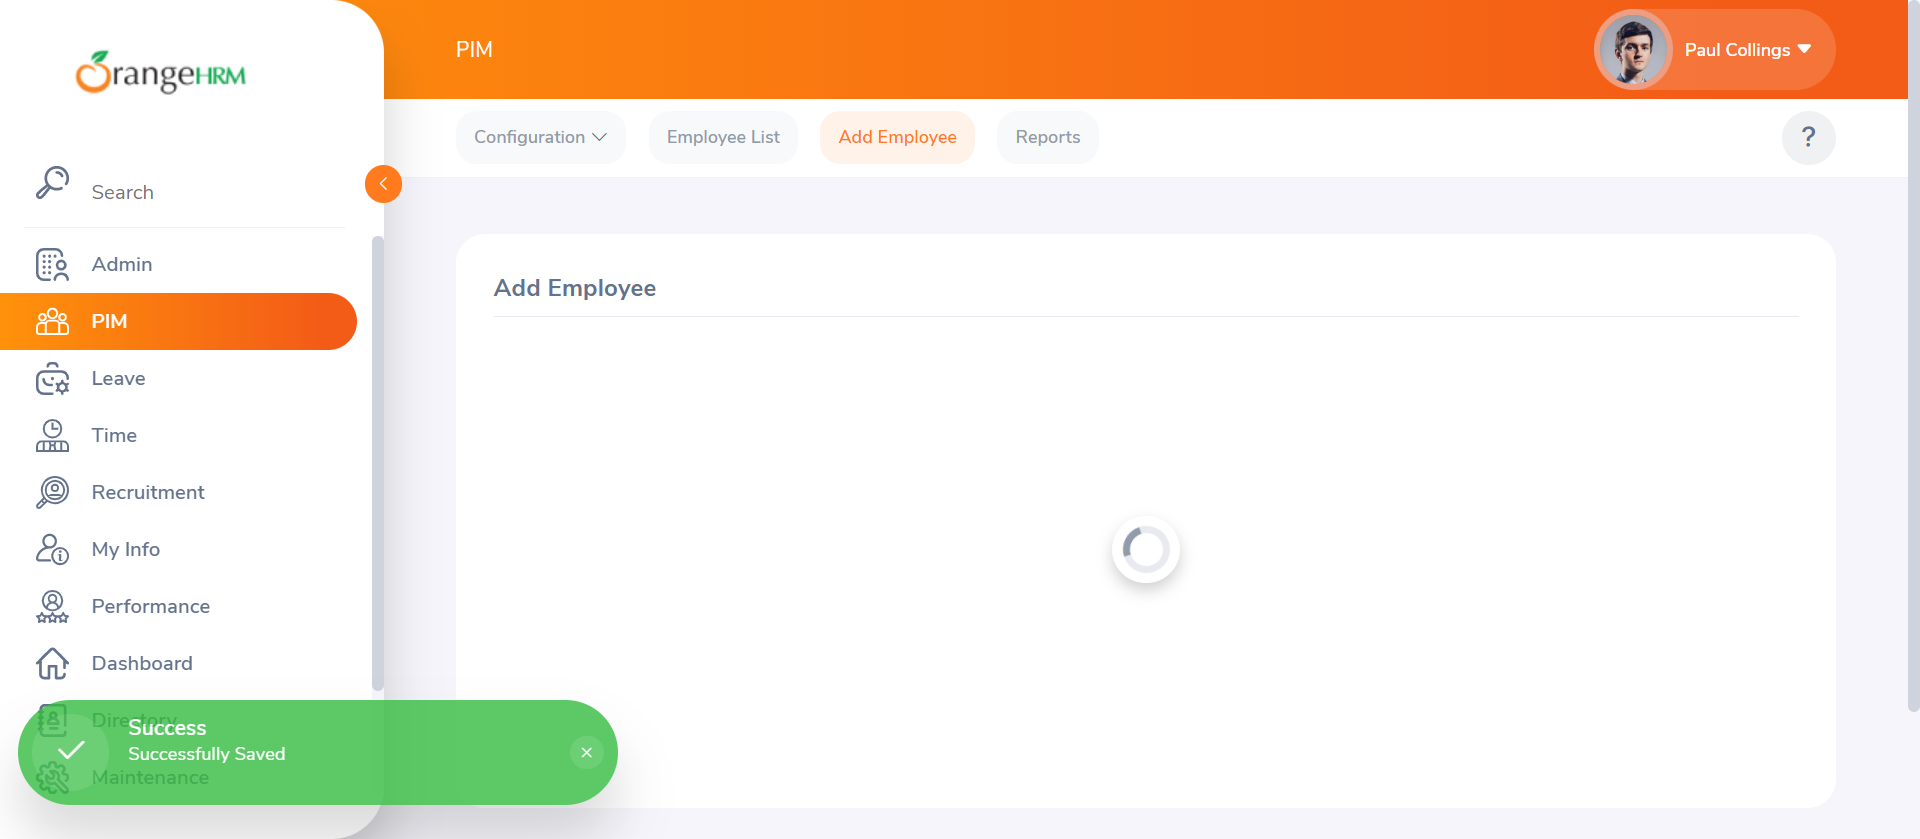 OrangeHRM
PIM
Paul Collings
Search
Configuration
Employee List
Add Employee
Reports
?
Admin
PIM
Leave
Time
Recruitment
My Info
Performance
Dashboard
Directory
Maintenance
Add Employee
Success
Successfully Saved